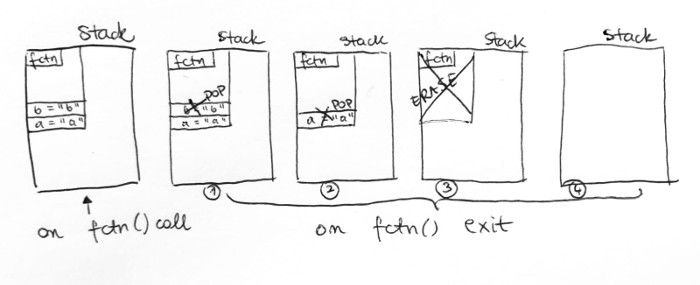 Stack
fctn
b = "b"
a = "a"
Stack
fctn
POP
b = "b"
a = "a"
Stack
fctn
POP
a = "a"
Stack
fctn
ERASE
Stack
1
2
3
4
on fctn() call
on fctn() exit